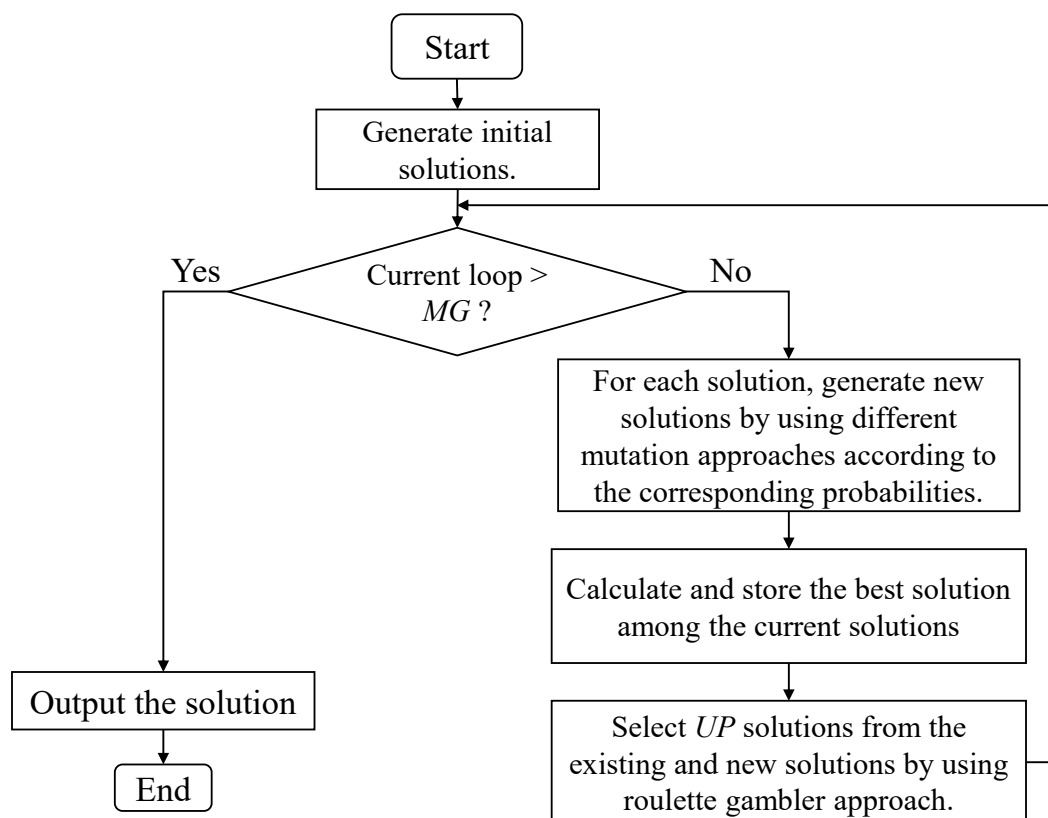 Start
Generate initial
solutions.
Yes
Current loop >
MG ?
No
For each solution, generate new
solutions by using different
mutation approaches according to
the corresponding probabilities.
Calculate and store the best solution
among the current solutions
Output the solution
Select UP solutions from the
existing and new solutions by using
roulette gambler approach.
End